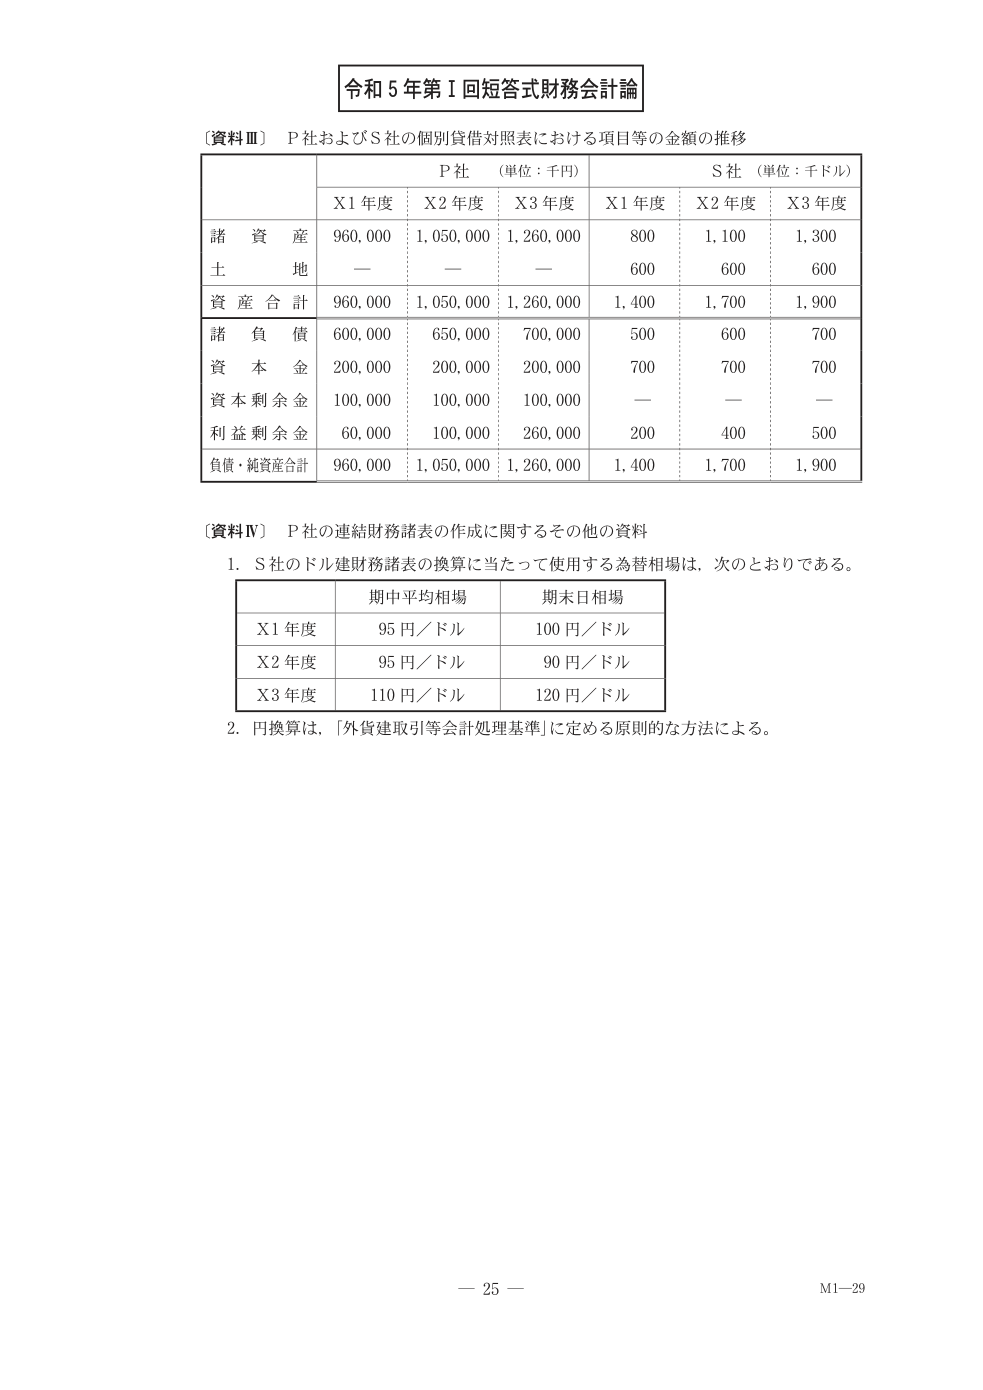 令和5年第Ⅰ回短答式財務会計論
〔資料Ⅲ〕 P社およびS社の個別貸借対照表における項目等の金額の推移
P社 (単位：千円) S社 (単位：千ドル)
X1年度 X2年度 X3年度 X1年度 X2年度 X3年度
諸資産 960,000 1,050,000 1,260,000 800 1,100 1,300
土地 ― ― ― 600 600 600
資産合計 960,000 1,050,000 1,260,000 1,400 1,700 1,900
諸負債 600,000 650,000 700,000 500 600 700
資本金 200,000 200,000 200,000 700 700 700
資本剰余金 100,000 100,000 100,000 ― ― ―
利益剰余金 60,000 100,000 260,000 200 400 500
負債・純資産合計 960,000 1,050,000 1,260,000 1,400 1,700 1,900
〔資料Ⅳ〕 P社の連結財務諸表の作成に関するその他の資料
1. S社のドル建財務諸表の換算に当たって使用する為替相場は，次のとおりである。
期中平均相場 期末日相場
X1年度 95円／ドル 100円／ドル
X2年度 95円／ドル 90円／ドル
X3年度 110円／ドル 120円／ドル
2. 円換算は，「外貨建取引等会計処理基準」に定める原則的な方法による。
― 25 ― M1―29